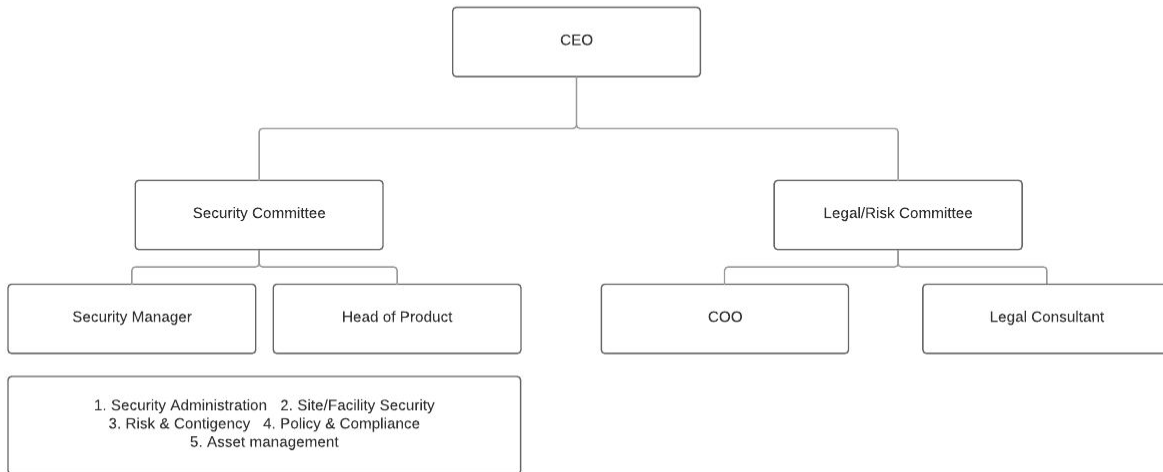 CEO
Security Committee
Legal/Risk Committee
Security Manager
Head of Product
COO
Legal Consultant
1. Security Administration 2. Site/Facility Security
3. Risk & Contigency 4. Policy & Compliance
5. Asset management